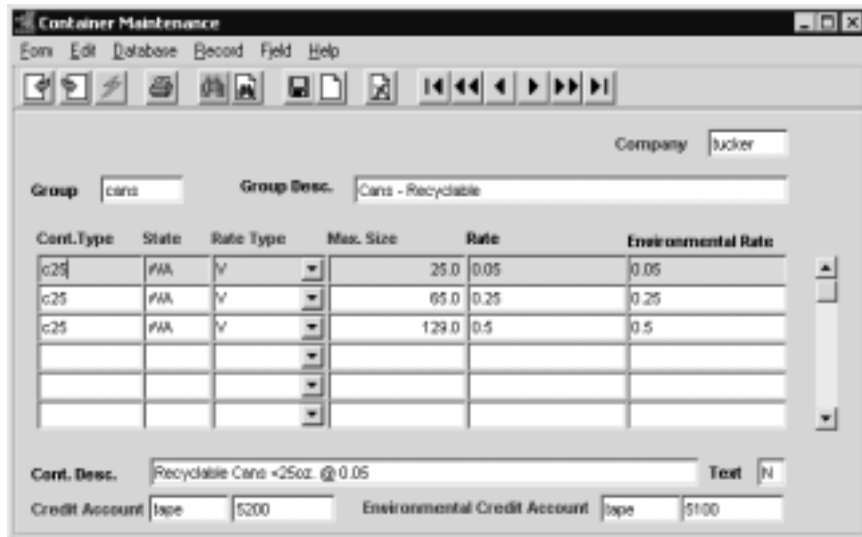 Container Maintenance
Form Edit Database Record Field Help
Company tucker
Group cans Group Desc. Cans - Recyclable
Cont.Type State Rate Type Max. Size Rate Environmental Rate
c25 WA V 25.0 0.05 0.05
c25 WA V 65.0 0.25 0.25
c25 WA V 129.0 0.5 0.5
Cont. Desc. Recyclable Cans <25oz. @ 0.05 Text N
Credit Account tape 5200 Environmental Credit Account tape 5100